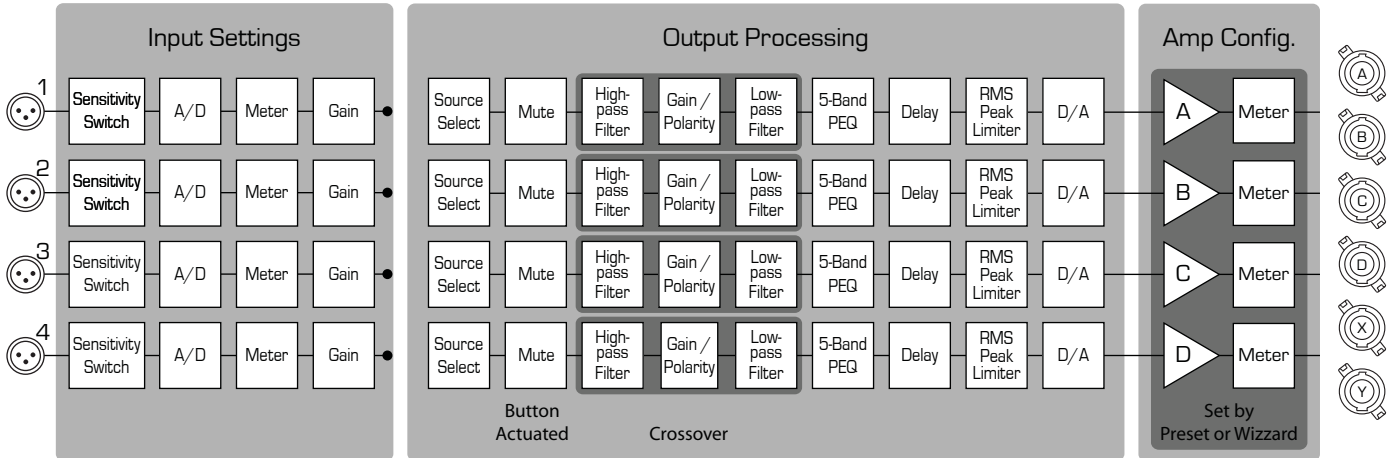 Input Settings
Output Processing
Amp Config.
1
Sensitivity
Switch
A/D
Meter
Gain
Source
Select
Mute
High-
pass
Filter
Gain /
Polarity
Low-
pass
Filter
5-Band
PEQ
Delay
RMS
Peak
Limiter
D/A
A
Meter
2
Sensitivity
Switch
A/D
Meter
Gain
Source
Select
Mute
High-
pass
Filter
Gain /
Polarity
Low-
pass
Filter
5-Band
PEQ
Delay
RMS
Peak
Limiter
D/A
B
Meter
3
Sensitivity
Switch
A/D
Meter
Gain
Source
Select
Mute
High-
pass
Filter
Gain /
Polarity
Low-
pass
Filter
5-Band
PEQ
Delay
RMS
Peak
Limiter
D/A
C
Meter
4
Sensitivity
Switch
A/D
Meter
Gain
Source
Select
Mute
High-
pass
Filter
Gain /
Polarity
Low-
pass
Filter
5-Band
PEQ
Delay
RMS
Peak
Limiter
D/A
D
Meter
Button
Actuated
Crossover
Set by
Preset or Wizzard
A
B
C
D
X
Y